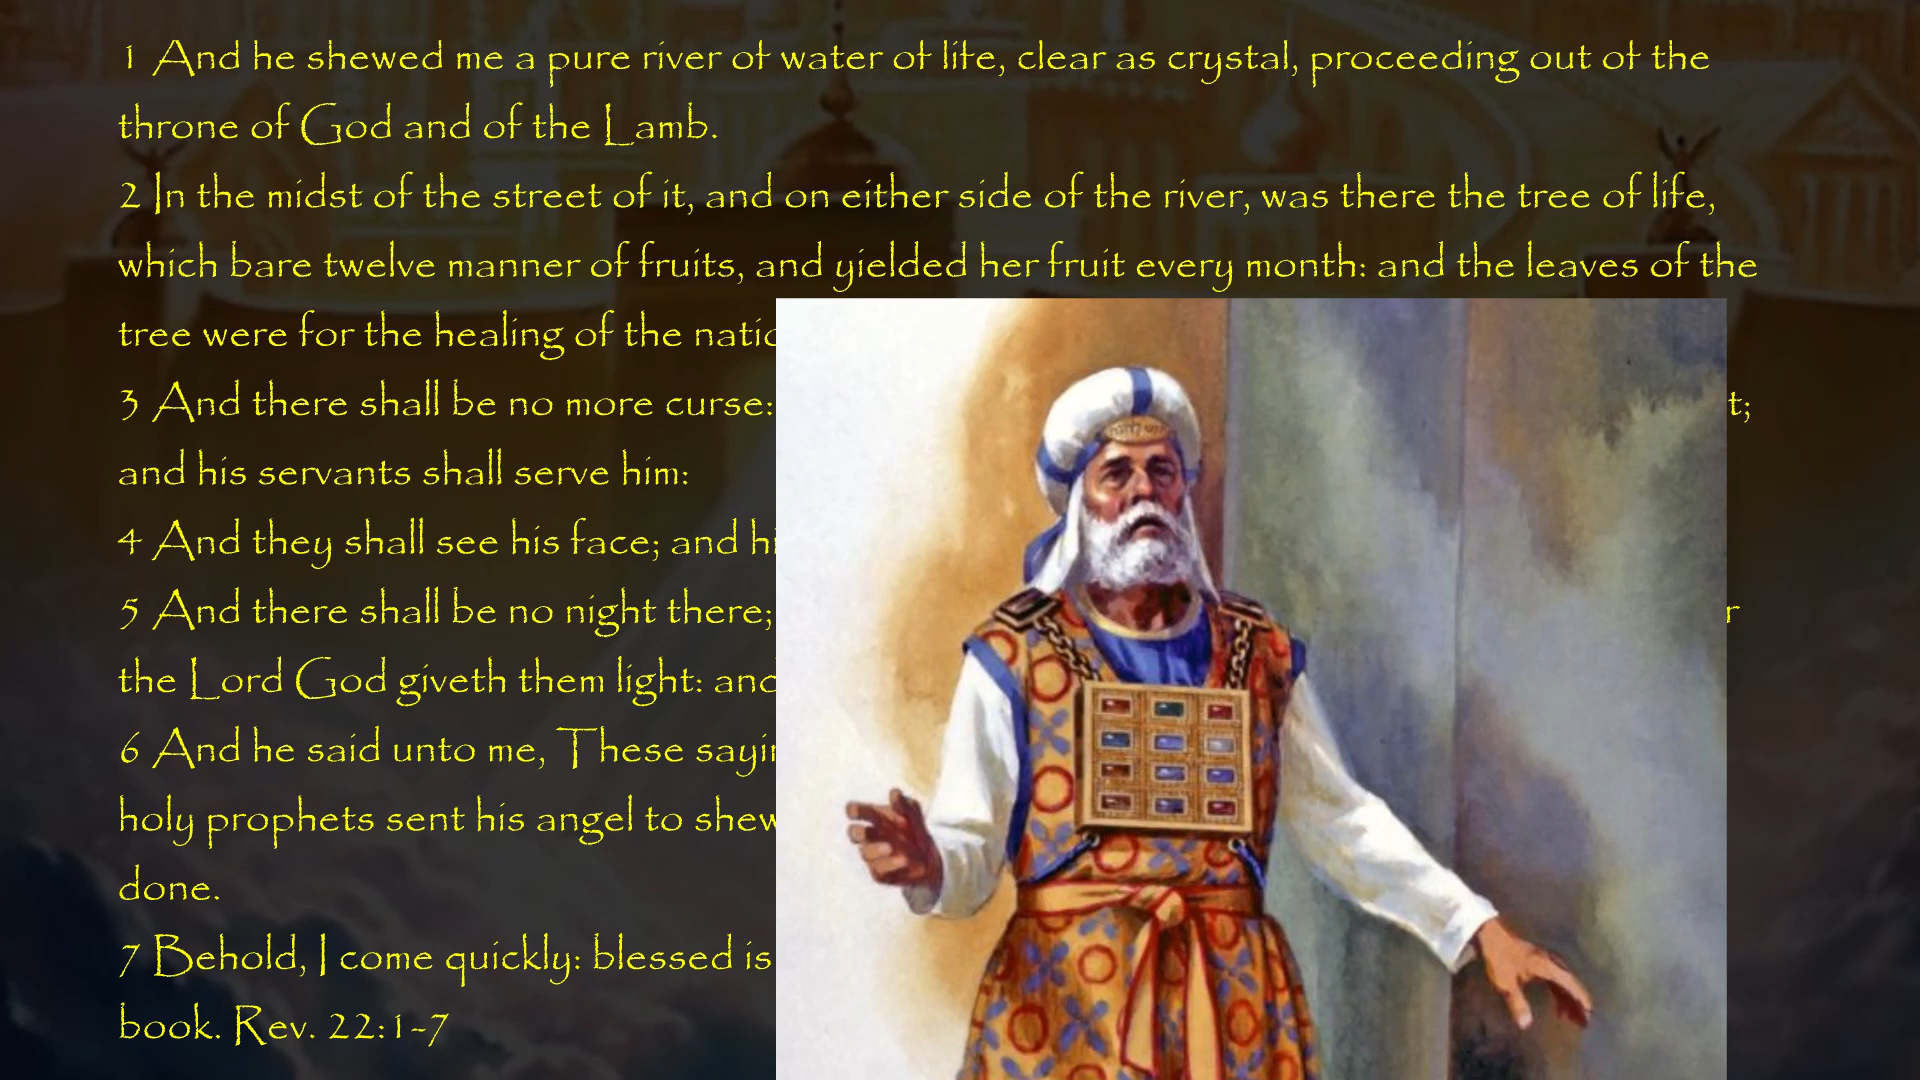 1 And he shewed me a pure river of water of life, clear as crystal, proceeding out of the
throne of God and of the Lamb.
2 In the midst of the street of it, and on either side of the river, was there the tree of life,
which bare twelve manner of fruits, and yielded her fruit every month: and the leaves of the
tree were for the healing of the
3 And there shall be no more curse:
and his servants shall serve him:
4 And they shall see his face; and
5 And there shall be no night there;
the Lord God giveth them light:
6 And he said unto me, These
holy prophets sent his angel to
done.
7 Behold, I come quickly: blessed is
book. Rev. 22:1-7